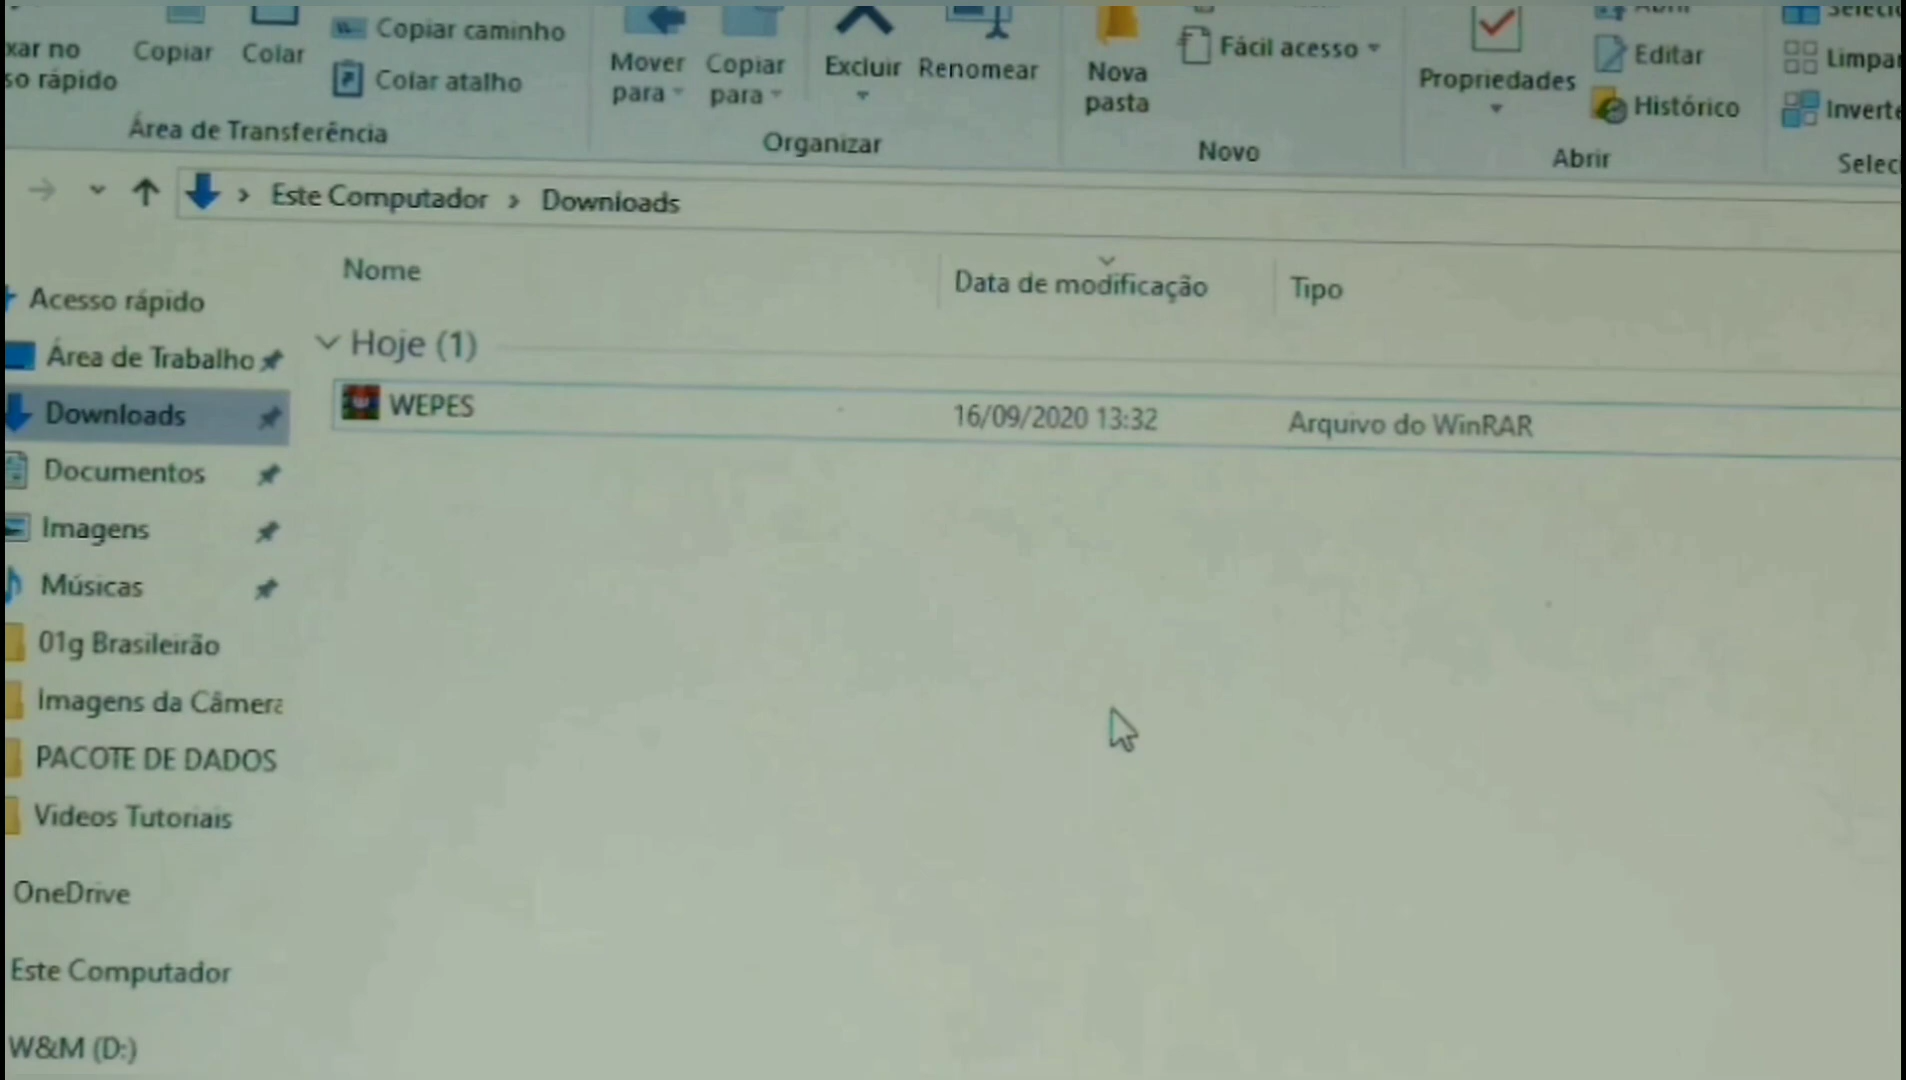 xar no
so rápido
Copiar
Colar
Copiar caminho
Colar atalho
Área de Transferência
Mover
para
Copiar
para
Excluir
Renomear
Organizar
Nova
pasta
Fácil acesso
Novo
Propriedades
Editar
Histórico
Abrir
Limpar
Inverte
Selec
Este Computador > Downloads
Nome
Data de modificação
Tipo
Hoje (1)
WEPES
16/09/2020 13:32
Arquivo do WinRAR
Acesso rápido
Área de Trabalho
Downloads
Documentos
Imagens
Músicas
01g Brasileirão
Imagens da Câmera
PACOTE DE DADOS
Videos Tutoriais
OneDrive
Este Computador
W&M (D:)